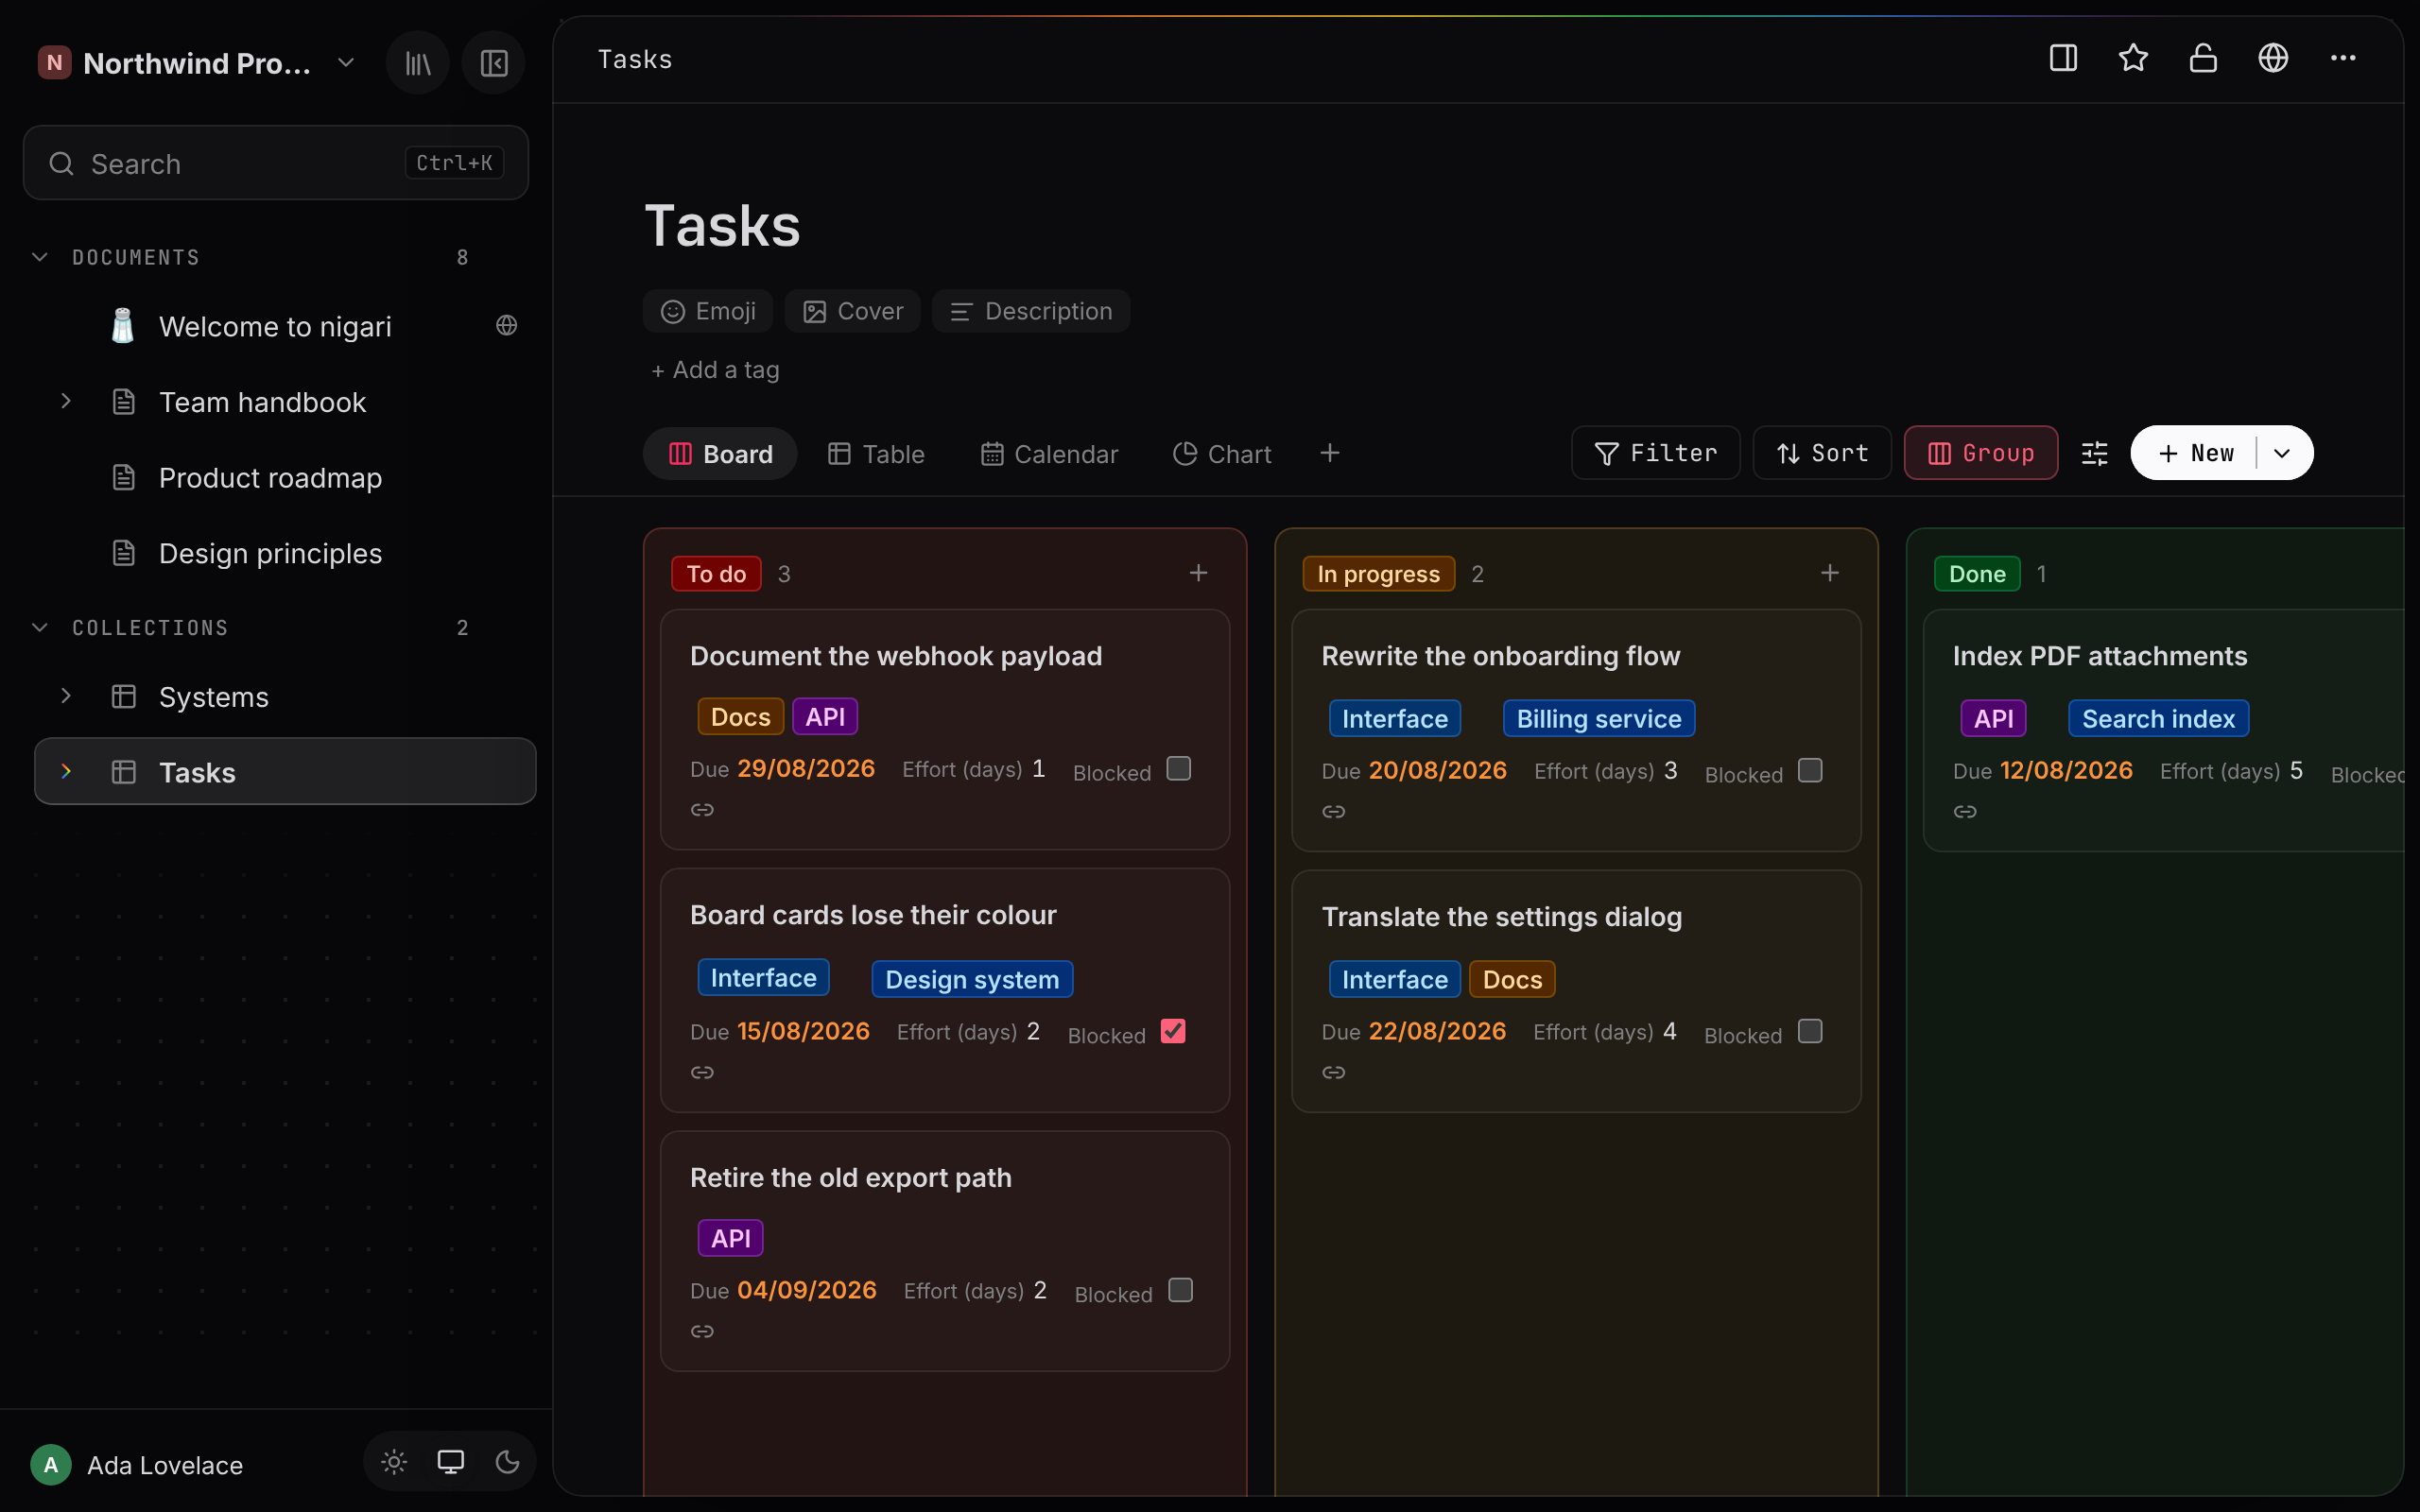 N Northwind Pro...
Search Ctrl+K
DOCUMENTS 8
Welcome to nigari
Team handbook
Product roadmap
Design principles
COLLECTIONS 2
Systems
Tasks
A Ada Lovelace
Tasks
Tasks
Emoji Cover Description
+ Add a tag
Board Table Calendar Chart +
Filter Sort Group + New
To do 3 +
Document the webhook payload
Docs API
Due 29/08/2026 Effort (days) 1 Blocked
Board cards lose their colour
Interface Design system
Due 15/08/2026 Effort (days) 2 Blocked
Retire the old export path
API
Due 04/09/2026 Effort (days) 2 Blocked
In progress 2 +
Rewrite the onboarding flow
Interface Billing service
Due 20/08/2026 Effort (days) 3 Blocked
Translate the settings dialog
Interface Docs
Due 22/08/2026 Effort (days) 4 Blocked
Done 1
Index PDF attachments
API Search index
Due 12/08/2026 Effort (days) 5 Blocked